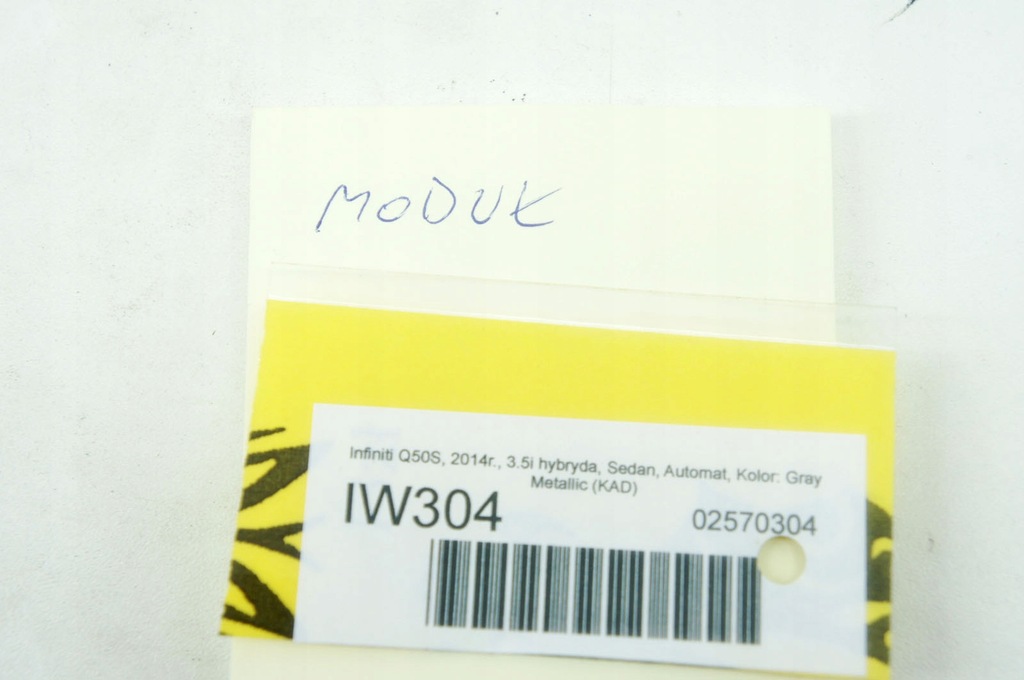 MODUŁ
Infiniti Q50S, 2014r., 3.5i hybryda, Sedan, Automat, Kolor: Gray
Metallic (KAD)
IW304
02570304